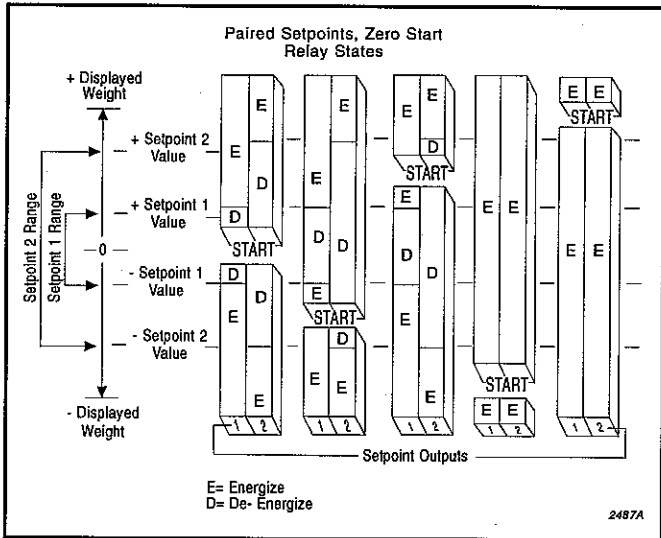 Paired Setpoints, Zero Start
Relay States
+ Displayed
Weight
+ Setpoint 2
Value
+ Setpoint 1
Value
0
- Setpoint 1
Value
- Setpoint 2
Value
- Displayed
Weight
Setpoint 2 Range
Setpoint 1 Range
E
E
D
D
START
D
D
E
E
1 2
E
E
D
D
E
START
D
E
E
1 2
E
E
D
START
E
D
D
E
E
1 2
E E
START
E E
1 2
E E
START
E E
1 2
Setpoint Outputs
E= Energize
D= De- Energize
2487A